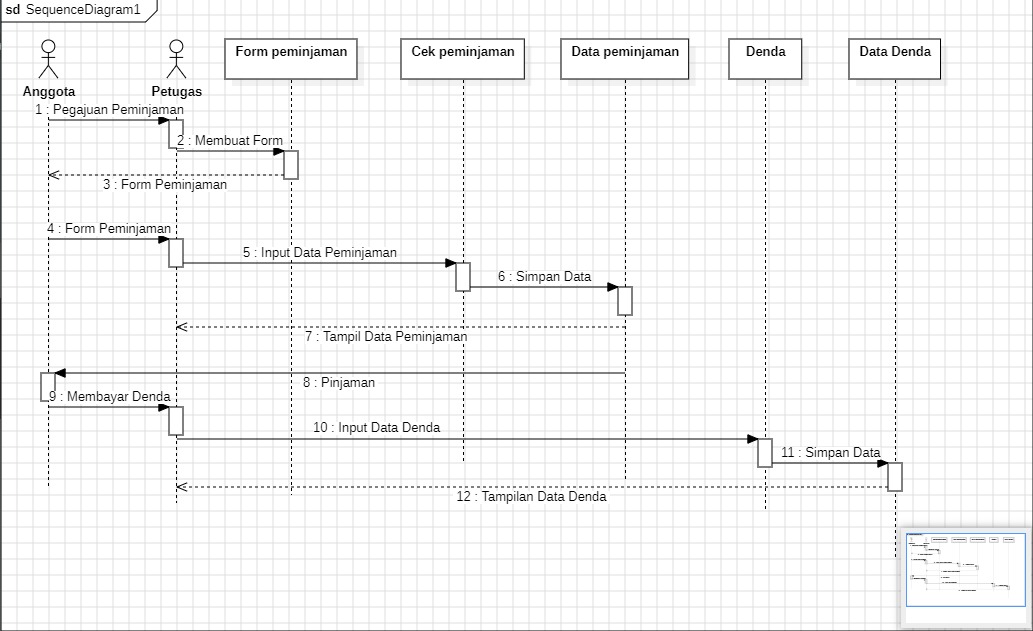 sd SequenceDiagram1
Form peminjaman
Cek peminjaman
Data peminjaman
Denda
Data Denda
Anggota
Petugas
1 : Pegajuan Peminjaman
2 : Membuat Form
3 : Form Peminjaman
4 : Form Peminjaman
5 : Input Data Peminjaman
6 : Simpan Data
7 : Tampil Data Peminjaman
8 : Pinjaman
9 : Membayar Denda
10 : Input Data Denda
11 : Simpan Data
12 : Tampilan Data Denda